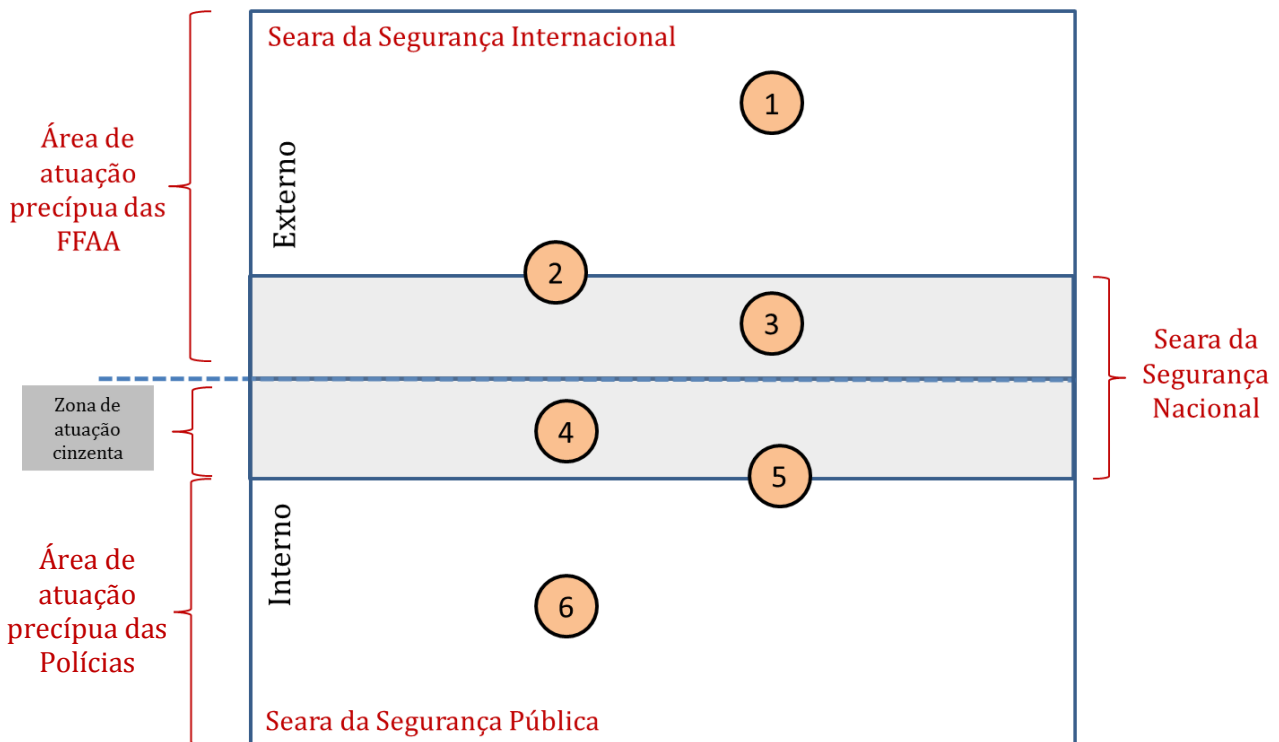 Seara da Segurança Internacional
1
Área de
atuação
precípua das
FFAA
Externo
2
3
Seara da
Segurança
Nacional
Zona de
atuação
cinzenta
4
5
Interno
Área de
atuação
precípua das
Polícias
6
Seara da Segurança Pública